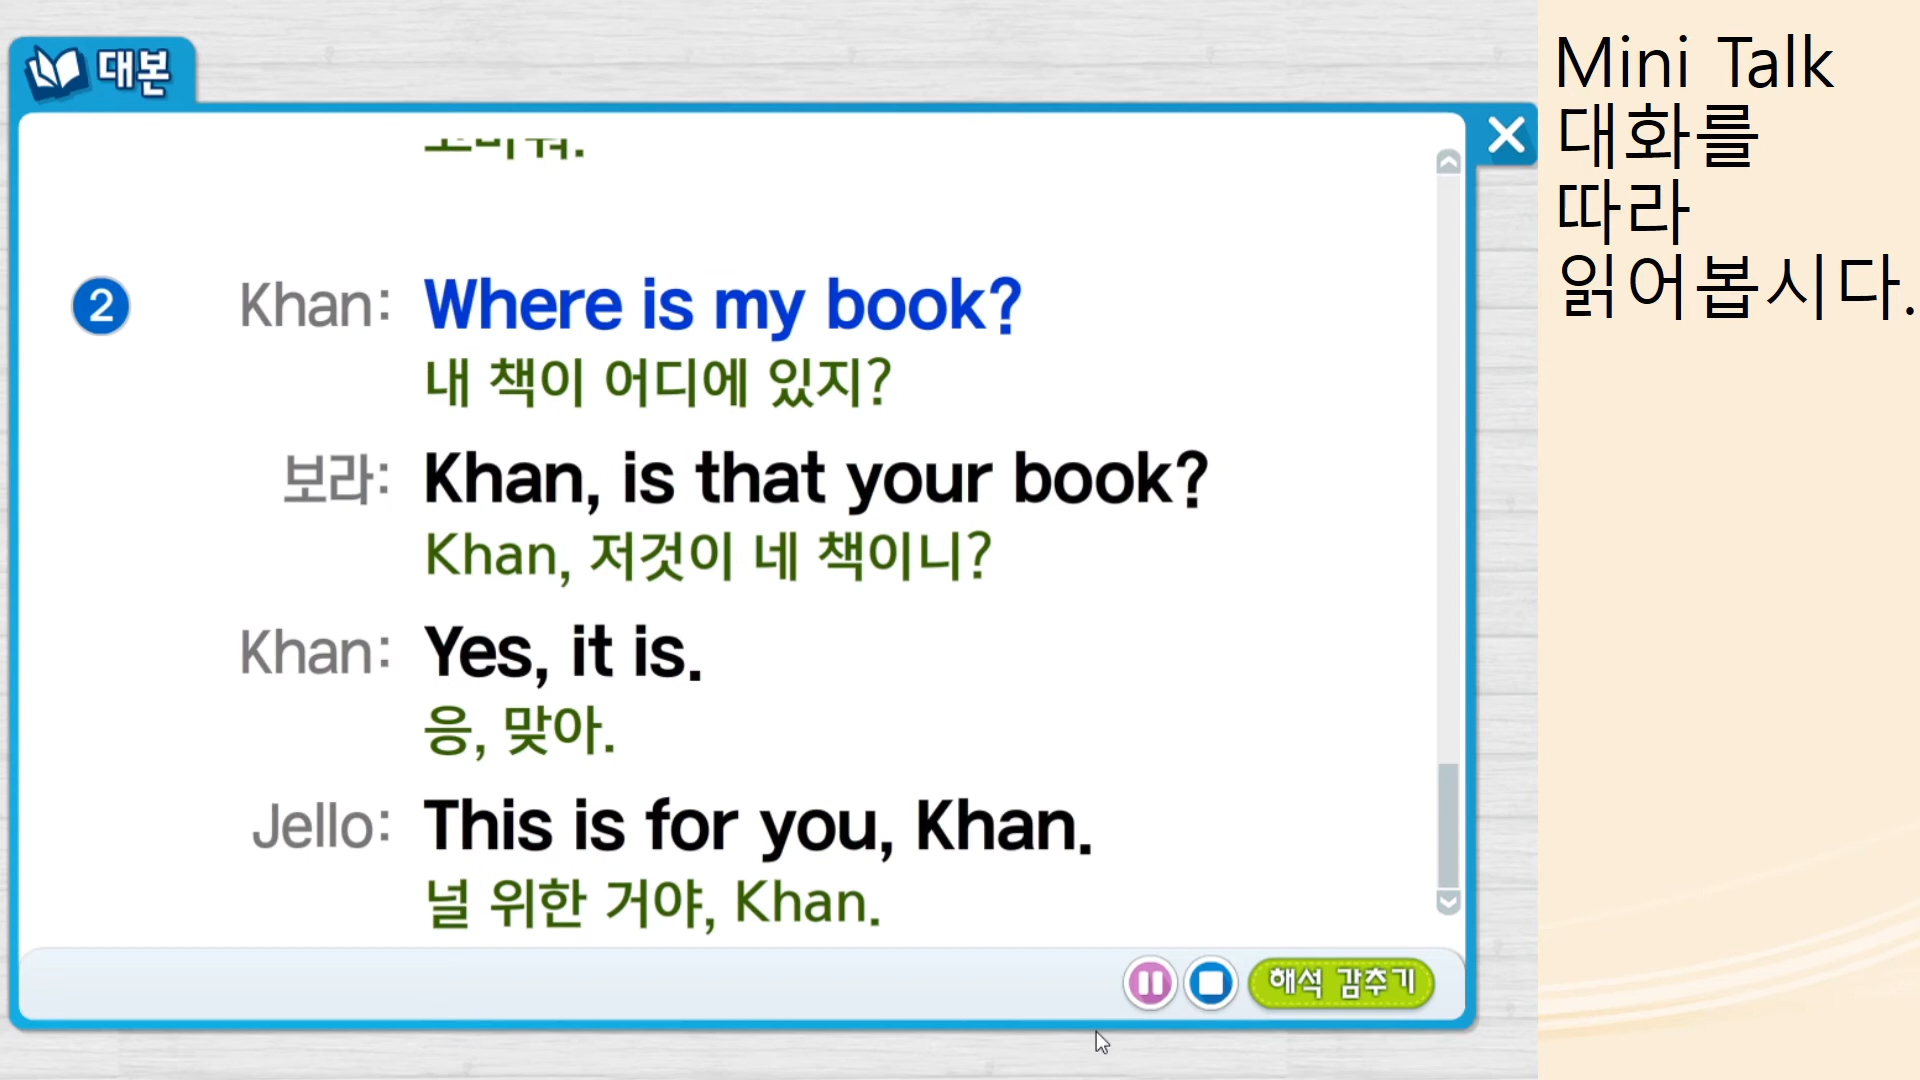 대본
2
Khan: Where is my book?
내 책이 어디에 있지?
보라: Khan, is that your book?
Khan, 저것이 네 책이니?
Khan: Yes, it is.
응, 맞아.
Jello: This is for you, Khan.
널 위한 거야, Khan.
해석 감추기
Mini Talk
대화를
따라
읽어봅시다.